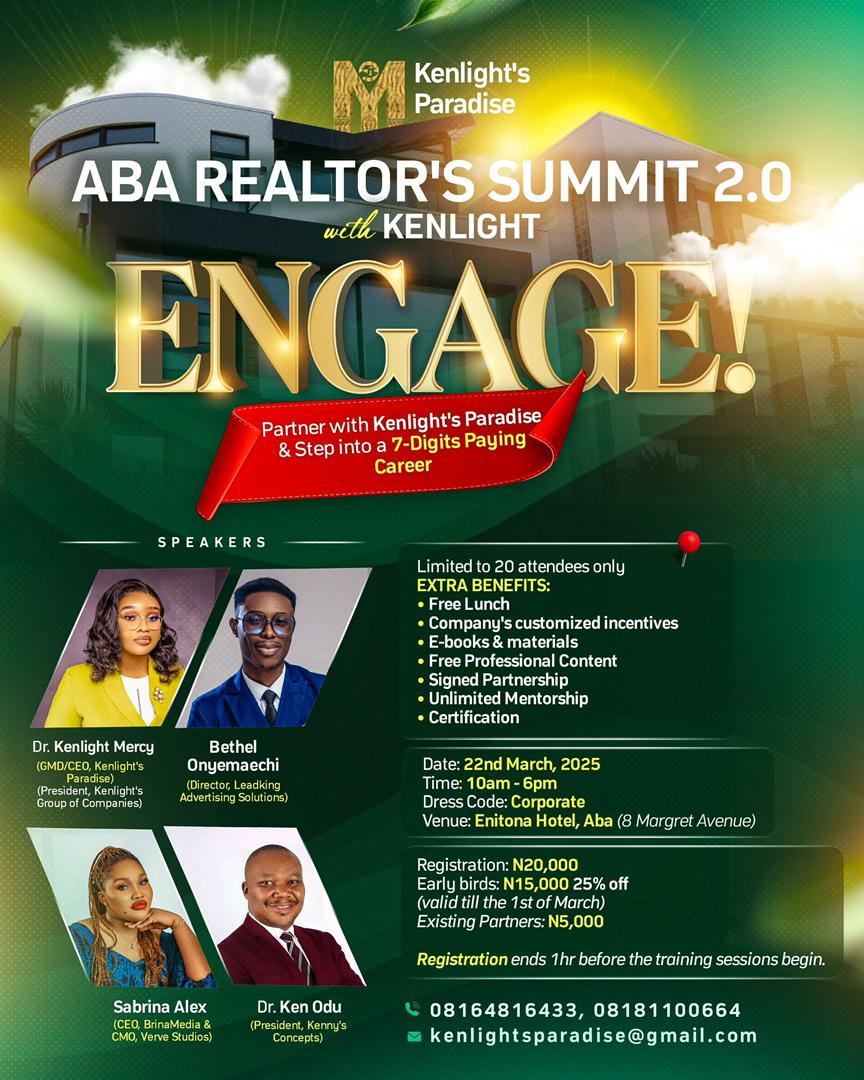 Kenlight's
Paradise
ABA REALTOR'S SUMMIT 2.0
with KENLIGHT
ENGAGE!
Partner with Kenlight's Paradise
& Step into a 7-Digits Paying
Career
SPEAKERS
Dr. Kenlight Mercy
(GMD/CEO, Kenlight's
Paradise)
(President, Kenlight's
Group of Companies)
Bethel
Onyemaechi
(Director, Leadking
Advertising Solutions)
Sabrina Alex
(CEO, BrinaMedia &
CMO, Verve Studios)
Dr. Ken Odu
(President, Kenny's
Concepts)
Limited to 20 attendees only
EXTRA BENEFITS:
• Free Lunch
• Company's customized incentives
• E-books & materials
• Free Professional Content
• Signed Partnership
• Unlimited Mentorship
• Certification
Date: 22nd March, 2025
Time: 10am - 6pm
Dress Code: Corporate
Venue: Enitona Hotel, Aba (8 Margret Avenue)
Registration: N20,000
Early birds: N15,000 25% off
(valid till the 1st of March)
Existing Partners: N5,000
Registration ends 1hr before the training sessions begin.
08164816433, 08181100664
kenlightsparadise@gmail.com